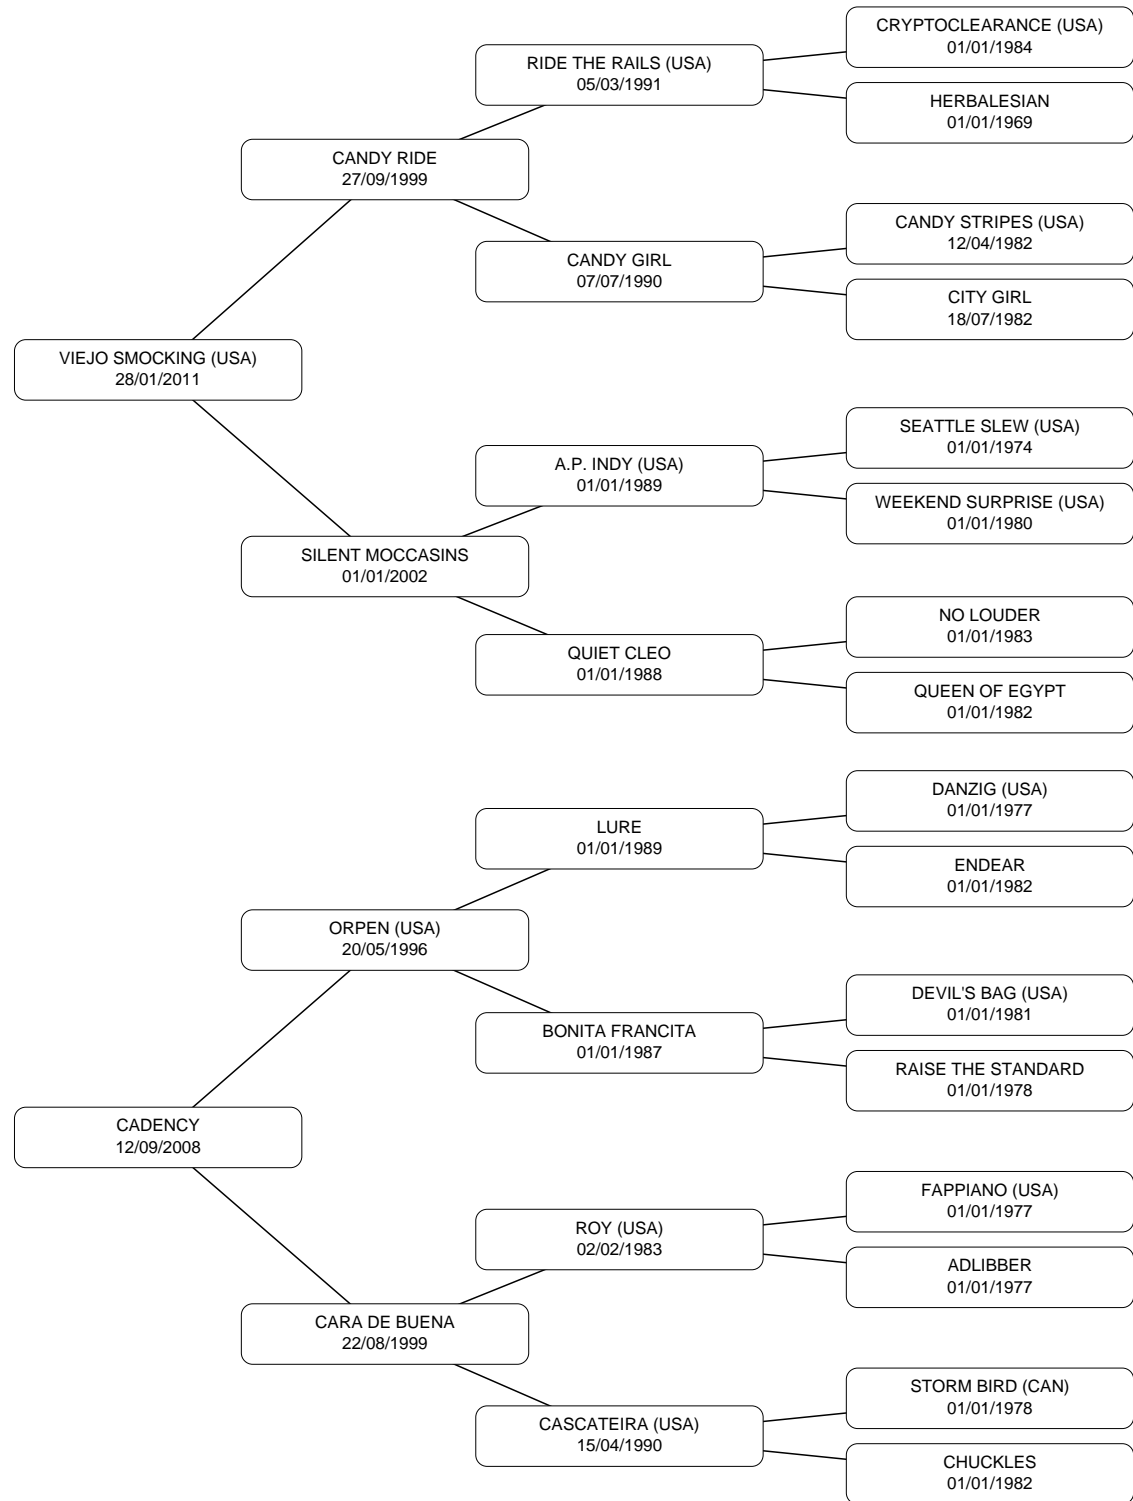 CRYPTOCLEARANCE (USA)
01/01/1984
RIDE THE RAILS (USA)
05/03/1991
HERBALESIAN
01/01/1969
CANDY RIDE
27/09/1999
CANDY STRIPES (USA)
12/04/1982
CANDY GIRL
07/07/1990
CITY GIRL
18/07/1982
VIEJO SMOCKING (USA)
28/01/2011
SEATTLE SLEW (USA)
01/01/1974
A.P. INDY (USA)
01/01/1989
WEEKEND SURPRISE (USA)
01/01/1980
SILENT MOCCASINS
01/01/2002
NO LOUDER
01/01/1983
QUIET CLEO
01/01/1988
QUEEN OF EGYPT
01/01/1982
DANZIG (USA)
01/01/1977
LURE
01/01/1989
ENDEAR
01/01/1982
ORPEN (USA)
20/05/1996
DEVIL'S BAG (USA)
01/01/1981
BONITA FRANCITA
01/01/1987
RAISE THE STANDARD
01/01/1978
CADENCY
12/09/2008
FAPPIANO (USA)
01/01/1977
ROY (USA)
02/02/1983
ADLIBBER
01/01/1977
CARA DE BUENA
22/08/1999
STORM BIRD (CAN)
01/01/1978
CASCATEIRA (USA)
15/04/1990
CHUCKLES
01/01/1982